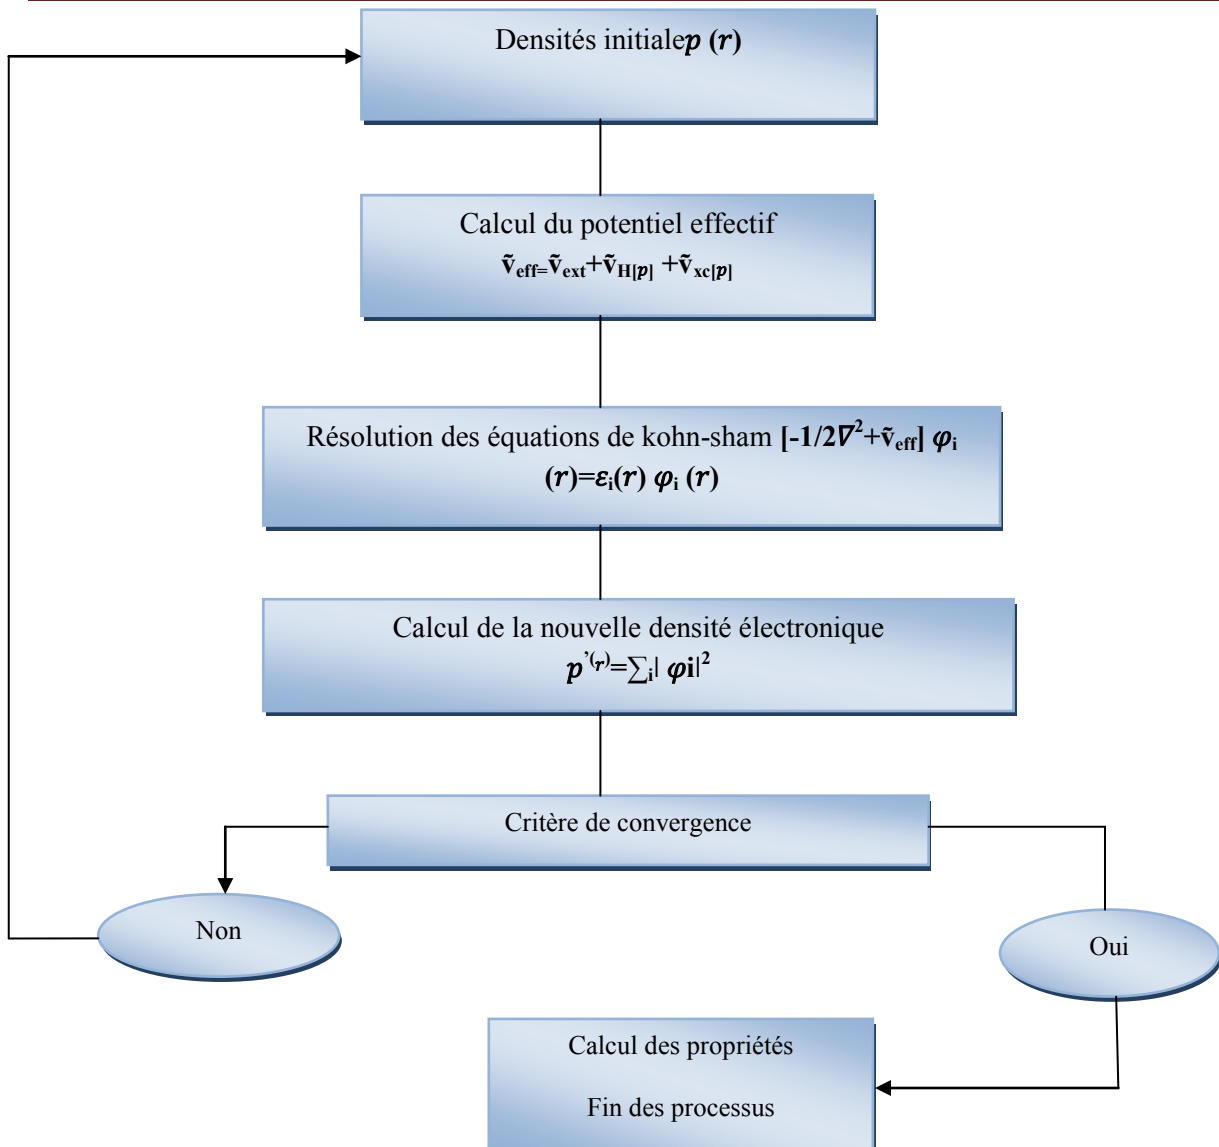 Densités initiale𝒑 (𝒓)
Calcul du potentiel effectif
ṽeff=ṽext+ṽH[𝒑] +ṽxc[𝒑]
Résolution des équations de kohn-sham [-1/2𝛁²+ṽeff] 𝝋i
(𝒓)=𝜺i(𝒓) 𝝋i (𝒓)
Calcul de la nouvelle densité électronique
𝒑’(𝒓)=∑i| 𝝋i|²
Critère de convergence
Non
Oui
Calcul des propriétés
Fin des processus